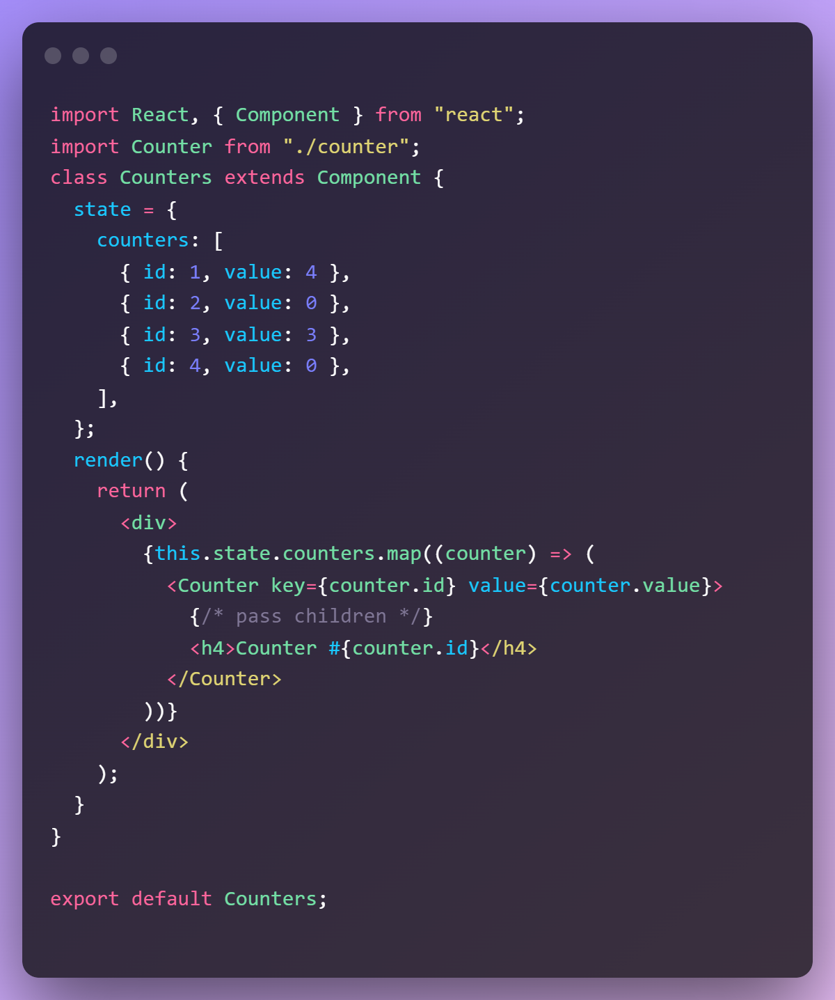 import React, { Component } from "react";
import Counter from "./counter";
class Counters extends Component {
  state = {
    counters: [
      { id: 1, value: 4 },
      { id: 2, value: 0 },
      { id: 3, value: 3 },
      { id: 4, value: 0 },
    ],
  };
  render() {
    return (
      <div>
        {this.state.counters.map((counter) => (
          <Counter key={counter.id} value={counter.value}>
            {/* pass children */}
            <h4>Counter #{counter.id}</h4>
          </Counter>
        ))}
      </div>
    );
  }
}

export default Counters;